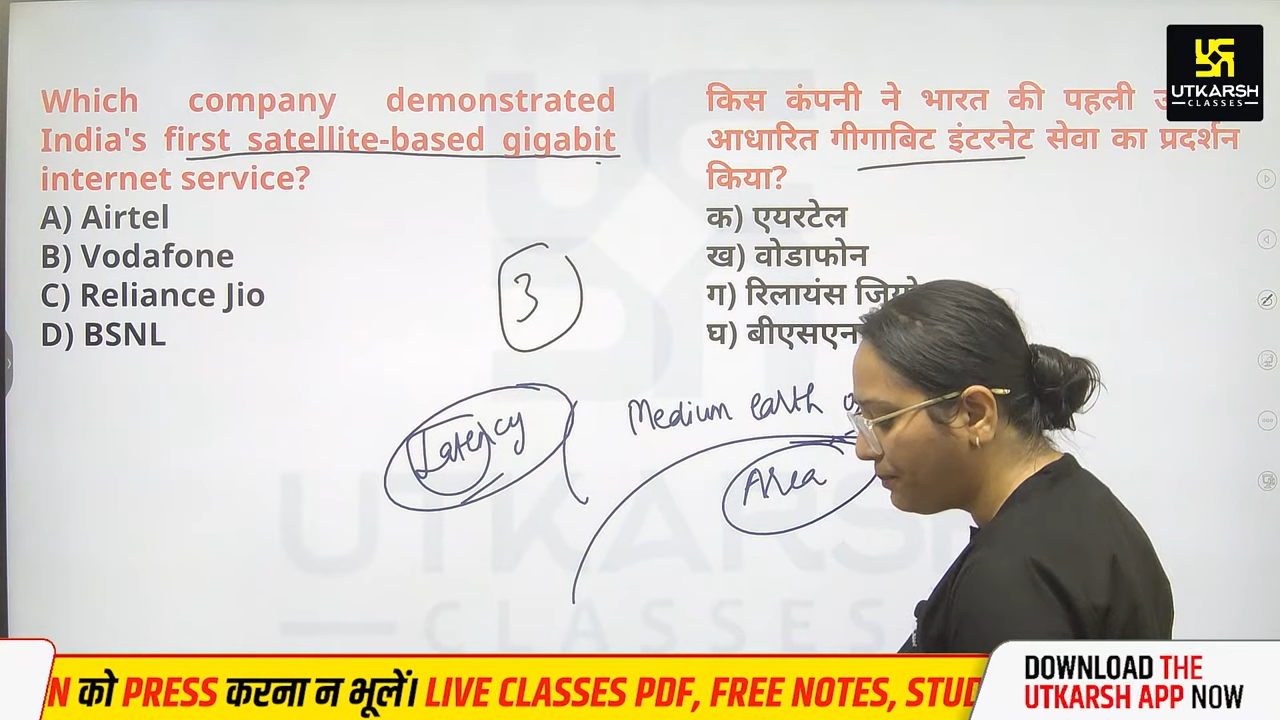 UTKARSH
CLASSES
Which company demonstrated
India's first satellite-based gigabit
internet service?
A) Airtel
B) Vodafone
C) Reliance Jio
D) BSNL
किस कंपनी ने भारत की पहली
आधारित गीगाबिट इंटरनेट सेवा का प्रदर्शन
किया?
क) एयरटेल
ख) वोडाफोन
ग) रिलायंस
घ)
3
Latency
Medium earth
Area
UTKARSH
CLASSES
को PRESS करना न भूलें। LIVE CLASSES PDF, FREE NOTES,
DOWNLOAD THE
UTKARSH APP NOW